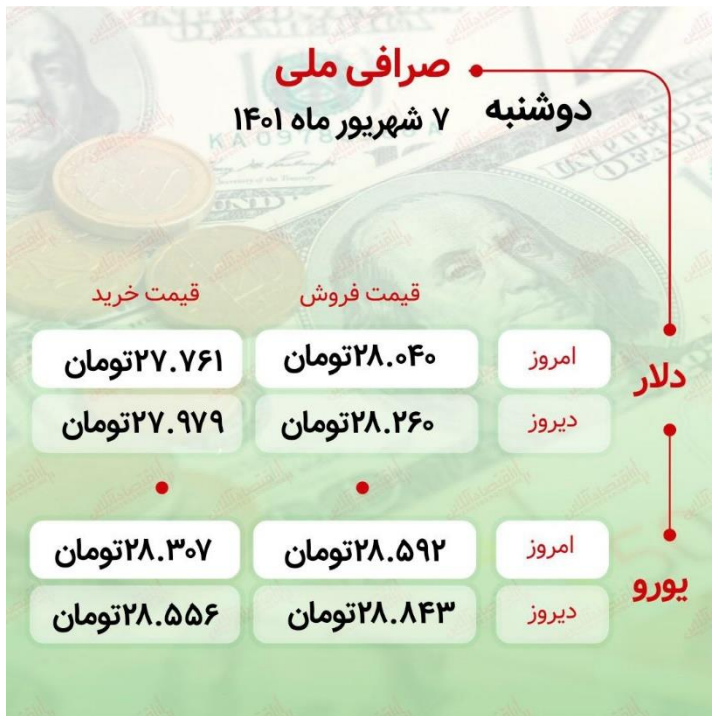 صرافی ملی
دوشنبه ۷ شهریور ماه ۱۴۰۱
قیمت فروش قیمت خرید
دلار
امروز ۲۸.۰۴۰تومان ۲۷.۷۶۱تومان
دیروز ۲۸.۲۶۰تومان ۲۷.۹۷۹تومان
یورو
امروز ۲۸.۵۹۲تومان ۲۸.۳۰۷تومان
دیروز ۲۸.۸۴۳تومان ۲۸.۵۵۶تومان